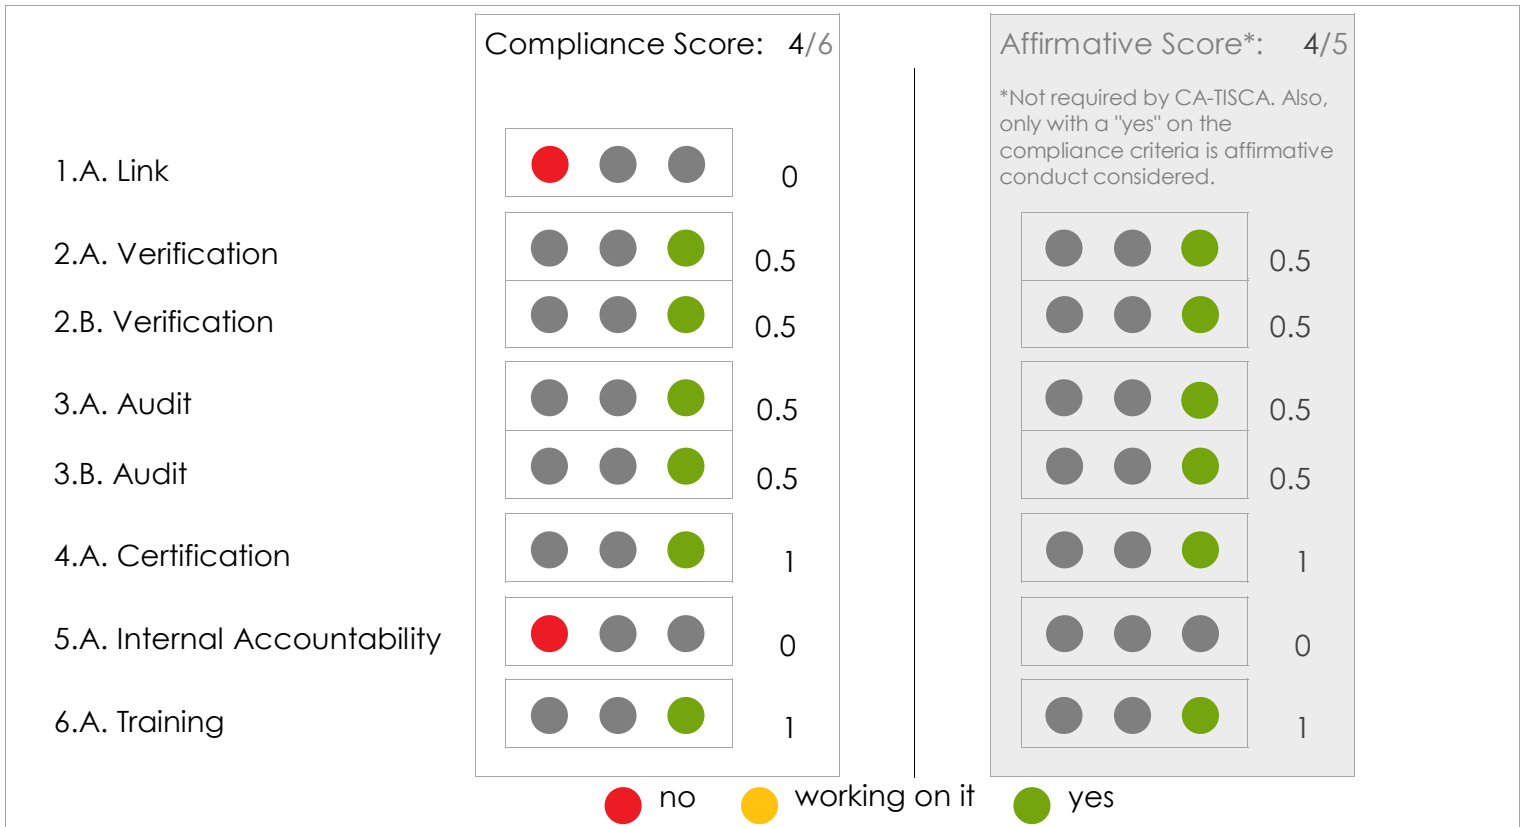 Compliance Score: 4/6
Affirmative Score*: 4/5
*Not required by CA-TISCA. Also,
only with a "yes" on the
compliance criteria is affirmative
conduct considered.
1.A. Link 0
2.A. Verification 0.5 0.5
2.B. Verification 0.5 0.5
3.A. Audit 0.5 0.5
3.B. Audit 0.5 0.5
4.A. Certification 1 1
5.A. Internal Accountability 0 0
6.A. Training 1 1
no working on it yes